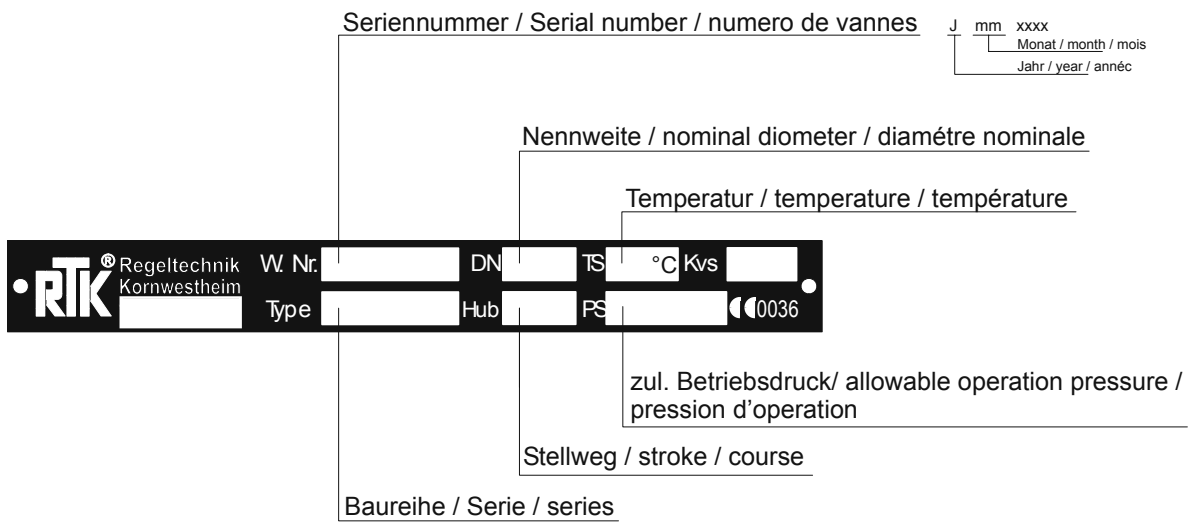 Seriennummer / Serial number / numero de vannes
J mm xxxx
Monat / month / mois
Jahr / year / annéc
Nennweite / nominal diometer / diamétre nominale
Temperatur / temperature / température
RTK® Regeltechnik Kornwestheim
W. Nr. DN TS °C Kvs
Type Hub PS CE0036
zul. Betriebsdruck/ allowable operation pressure /
pression d'operation
Stellweg / stroke / course
Baureihe / Serie / series